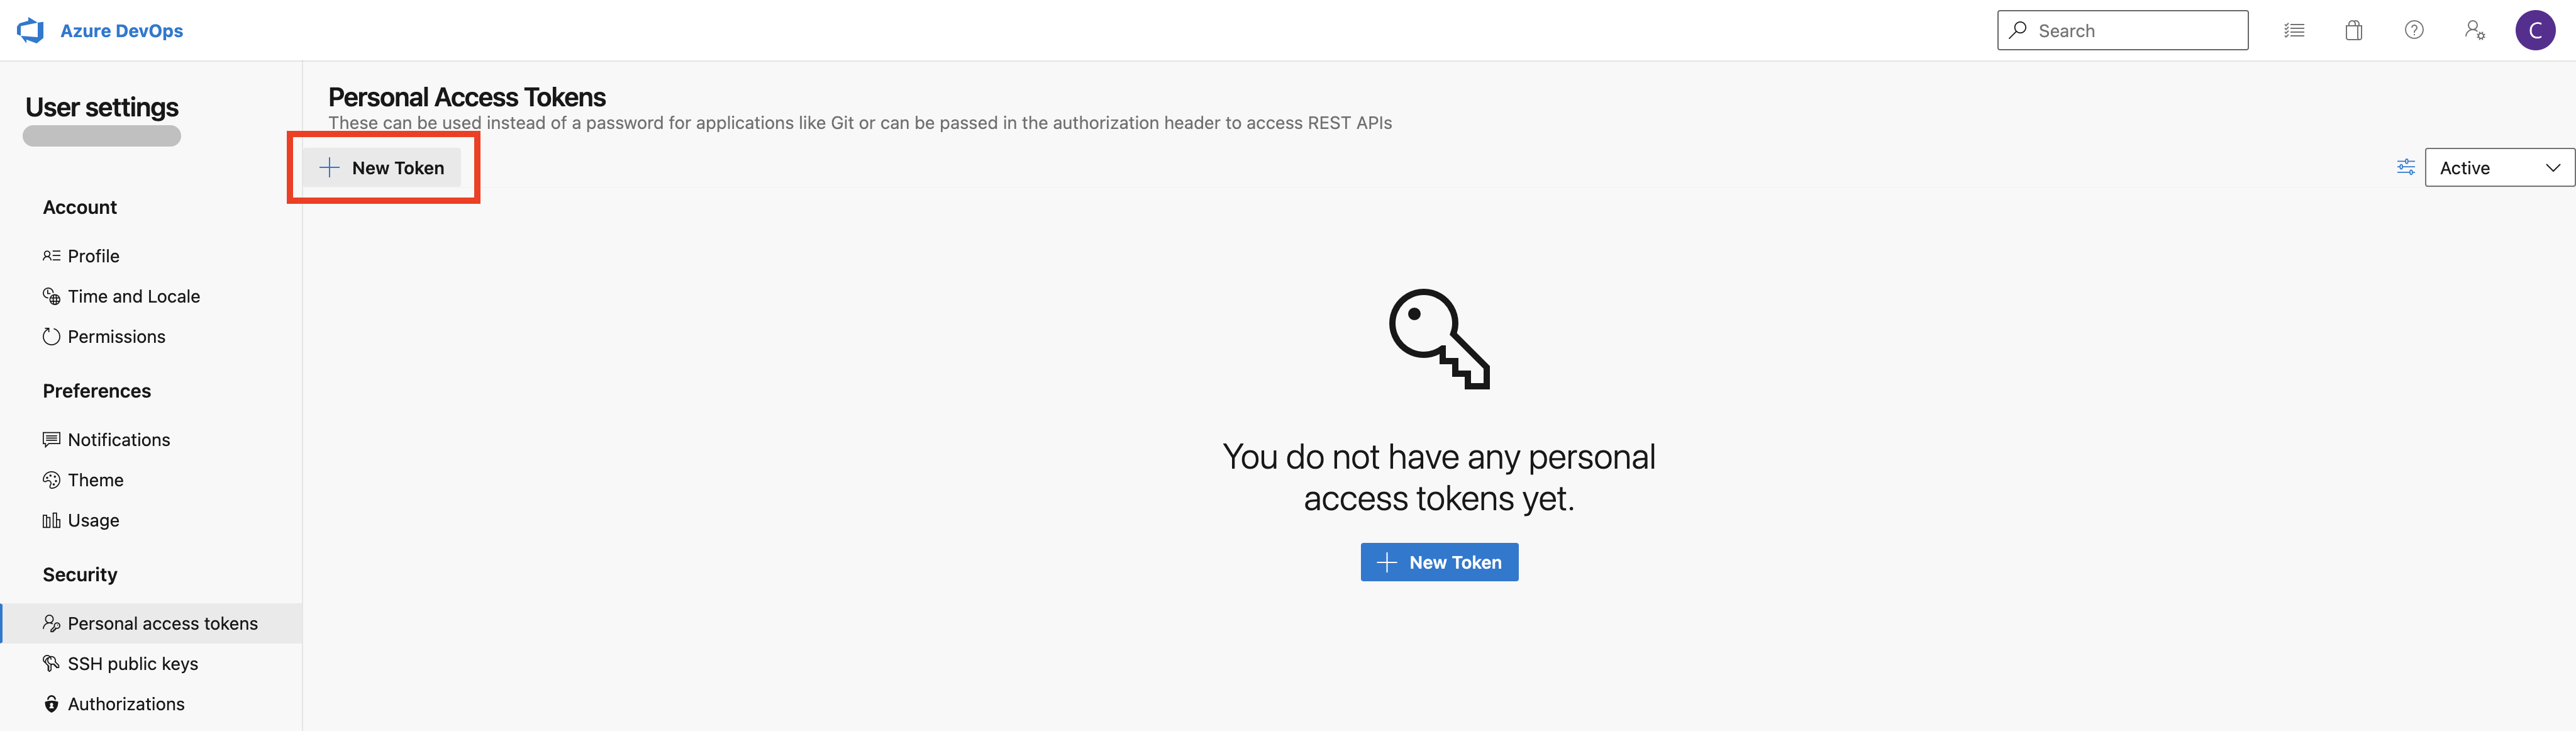 Azure DevOps
Search
C
User settings
Personal Access Tokens
These can be used instead of a password for applications like Git or can be passed in the authorization header to access REST APIs
New Token
Active
Account
Profile
Time and Locale
Permissions
Preferences
Notifications
Theme
Usage
Security
Personal access tokens
SSH public keys
Authorizations
You do not have any personal
access tokens yet.
New Token